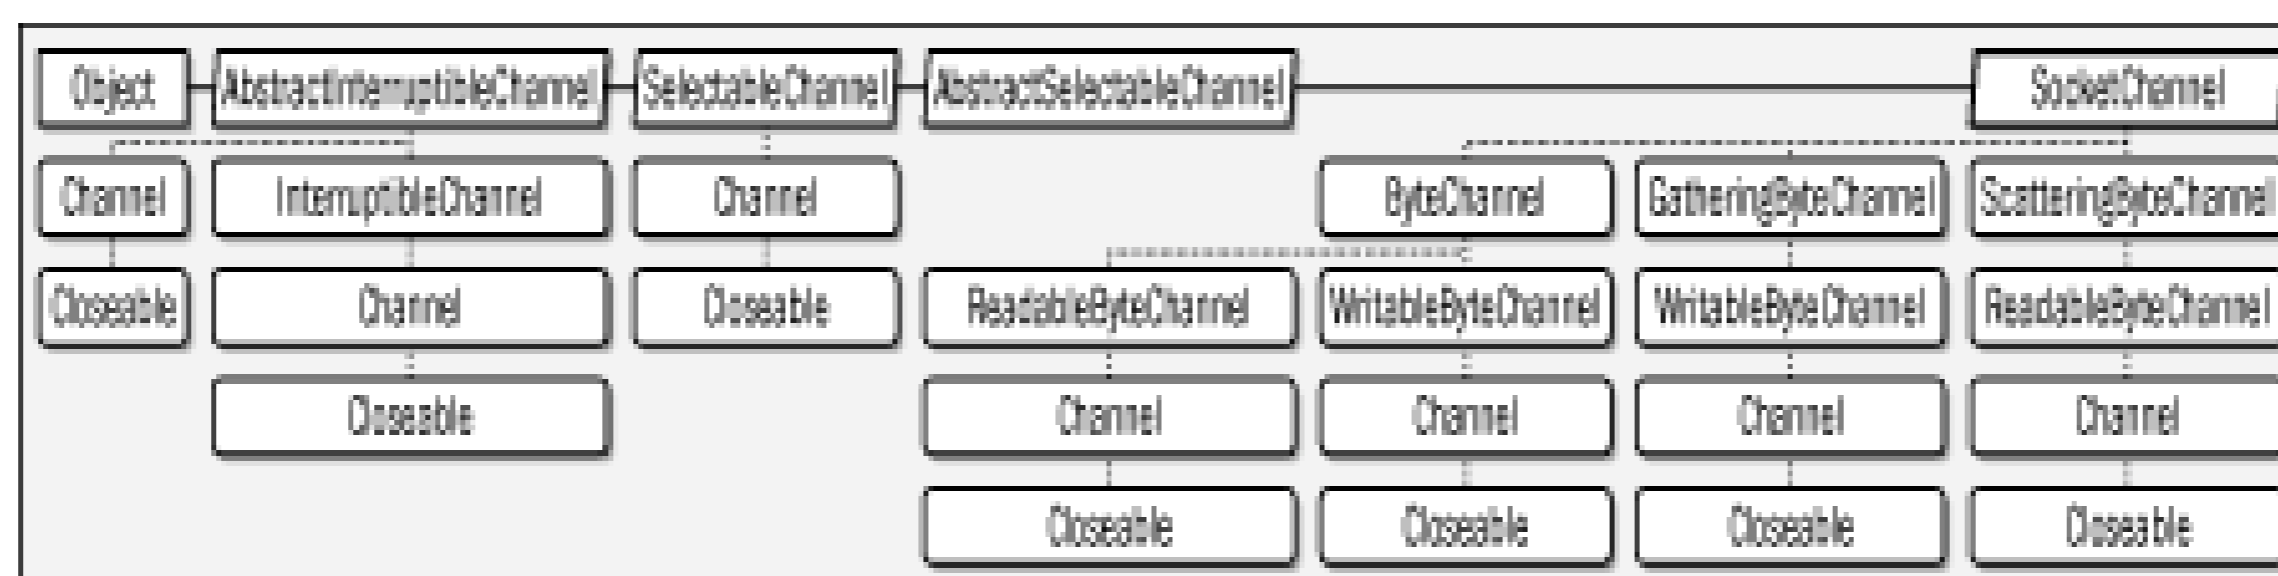 Object AbstractInterruptibleChannel SelectableChannel AbstractSelectableChannel SocketChannel
Channel InterruptibleChannel Channel ByteChannel GatheringByteChannel ScatteringByteChannel
Closeable Channel Closeable ReadableByteChannel WritableByteChannel WritableByteChannel ReadableByteChannel
Closeable Channel Channel Channel Channel
Closeable Closeable Closeable Closeable